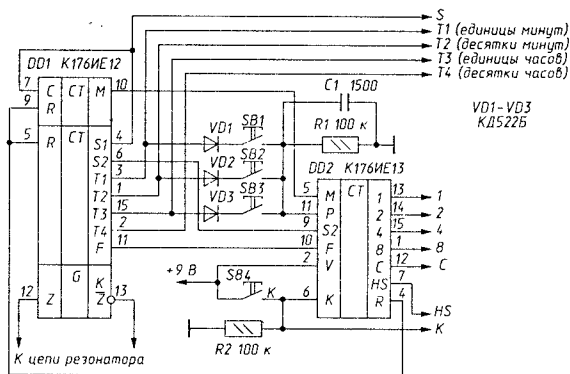 S
T1 (единицы минут)
T2 (десятки минут)
T3 (единицы часов)
T4 (десятки часов)
DD1 К176ИЕ12
7 C CT M 10
9 R
5 R CT
S1 4
S2 6
T1 3
T2 1
T3 15
T4 2
F 11
G
12 Z K
Z 13
К цепи резонатора
VD1 SB1
VD2 SB2
VD3 SB3
C1 1500
R1 100 к
VD1-VD3
КД522Б
DD2 К176ИЕ13
5 M CT 1 13 1
11 P 2 14 2
9 S2 4 15 4
10 F 8 1 8
2 V C 12 C
HS 7 HS
6 K R 4
K
+9 В
SB4 K
R2 100 к